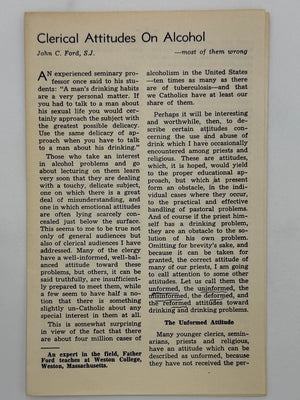 Clerical Attitudes On Alcohol
John C. Ford, S.J.
—most of them wrong
AN experienced seminary pro-
fessor once said to his
students: "A man's drinking habits
are a very personal matter. If
you had to talk to a man about
his sexual life you would cer-
tainly approach the subject with
the greatest possible delicacy.
Use the same delicacy of ap-
proach when you have to talk
to a man about his drinking."
Those who take an interest
in alcohol problems and go
about lecturing on them learn
very soon that they are dealing
with a touchy, delicate subject,
one on which there is a great
deal of misunderstanding, and
one in which emotional attitudes
are often lying scarcely con-
cealed just below the surface.
This seems to me to be true not
only of general audiences but
also of clerical audiences I have
addressed. Many of the clergy
have a well-informed, well-bal-
anced attitude toward these
problems, but others, it can be
said truthfully, are insufficient-
ly prepared to meet them, while
a few seem to have half a no-
tion that there is something
slightly un-Catholic about any
special interest in them at all.
This is somewhat surprising
in view of the fact that there
are about four million cases of
An expert in the field, Father
Ford teaches at Weston College,
Weston, Massachusetts.
alcoholism in the United States
—ten times as many as there
are of tuberculosis—and that
we Catholics have at least our
share of them.
Perhaps it will be interesting
and worthwhile, then, to de-
scribe certain attitudes con-
cerning the use and abuse of
drink which I have occasionally
encountered among priests and
religious. These are attitudes,
which, it is hoped, would yield
to the proper educational ap-
proach, but which at present
form an obstacle, in the indi-
vidual cases where they occur,
to the practical and effective
handling of pastoral problems.
And of course if the priest him-
self has a drinking problem,
they are an obstacle to the so-
lution of his own problem.
Omitting for brevity's sake, and
because it can be taken for
granted, the correct attitude of
many of our priests, I am going
to call attention to some other
attitudes. Let us call them the
unformed, the uninformed, the
misinformed, the deformed, and
the reformed attitudes toward
drinking and drinking problems.
The Unformed Attitude
Many younger clerics, semi-
narians, priests and religious,
have an attitude which can be
described as unformed, because
they have not received the per-